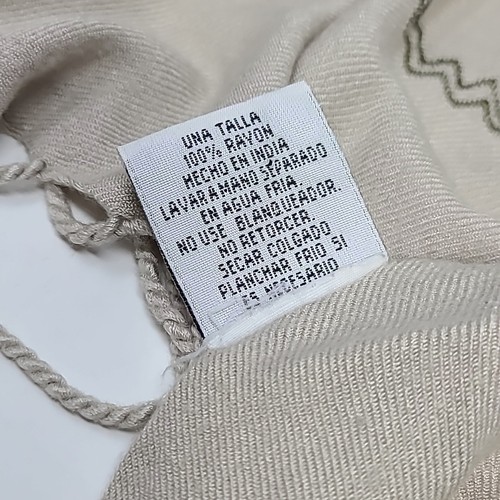 UNA TALLA
100% RAYON
HECHO EN INDIA
LAVAR A MANO SEPARADO
EN AGUA FRIA.
NO USE BLANQUEADOR.
NO RETORCER.
SECAR COLGADO
PLANCHAR FRIO SI
ES NECESARIO